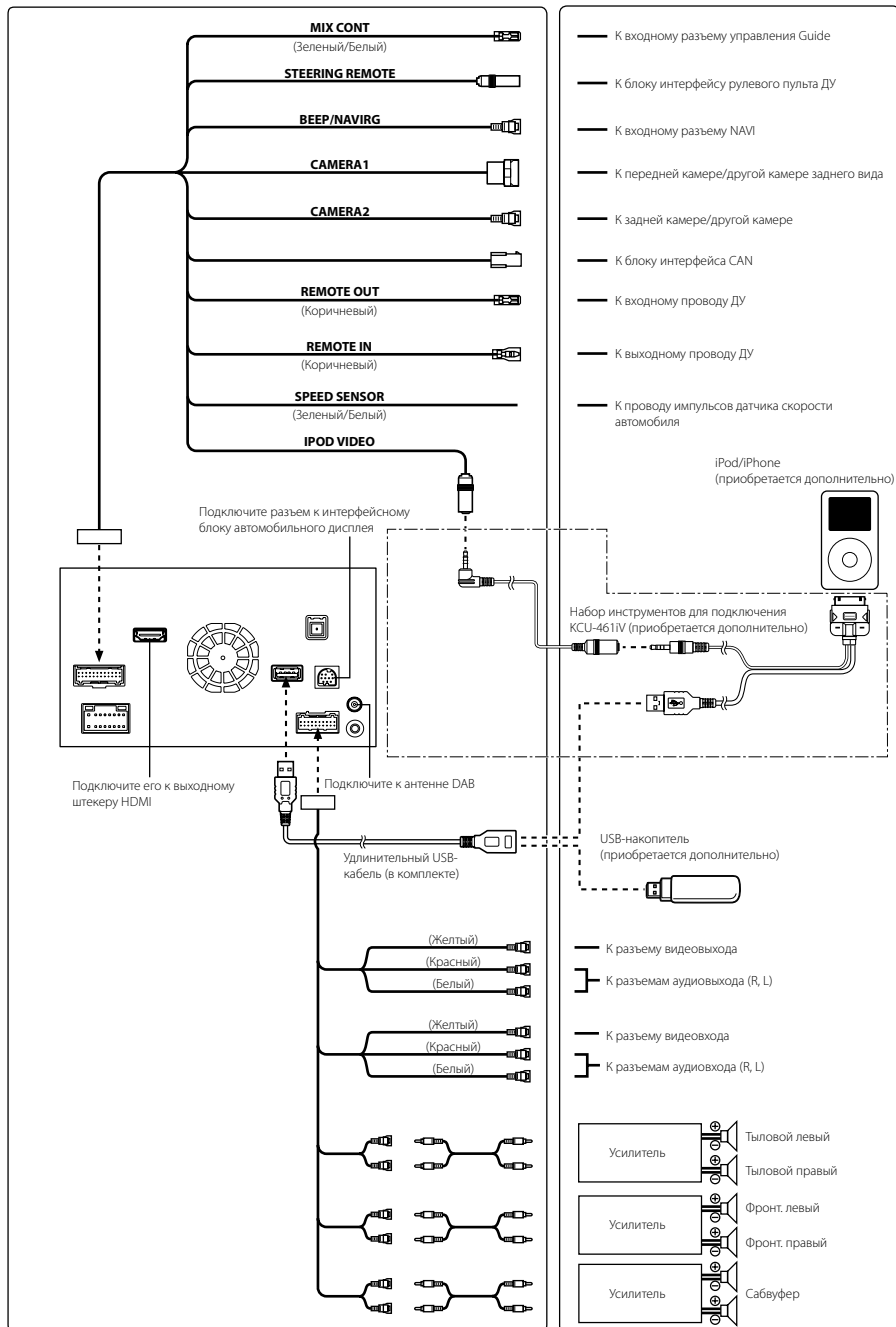 MIX CONT
(Зеленый/Белый)
К входному разъему управления Guide
STEERING REMOTE
К блоку интерфейсу рулевого пульта ДУ
BEEP/NAVIRG
К входному разъему NAVI
CAMERA1
К передней камере/другой камере заднего вида
CAMERA2
К задней камере/другой камере
К блоку интерфейса CAN
REMOTE OUT
(Коричневый)
К входному проводу ДУ
REMOTE IN
(Коричневый)
К выходному проводу ДУ
SPEED SENSOR
(Зеленый/Белый)
К проводу импульсов датчика скорости
автомобиля
IPOD VIDEO
iPod/iPhone
(приобретается дополнительно)
Подключите разъем к интерфейсному
блоку автомобильного дисплея
Набор инструментов для подключения
KCU-461iV (приобретается дополнительно)
Подключите его к выходному
штекеру HDMI
Подключите к антенне DAB
Удлинительный USB-
кабель (в комплекте)
USB-накопитель
(приобретается дополнительно)
(Желтый)
К разъему видеовыхода
(Красный)
(Белый)
К разъемам аудиовыхода (R, L)
(Желтый)
К разъему видеовхода
(Красный)
(Белый)
К разъемам аудиовхода (R, L)
Усилитель
Тыловой левый
Тыловой правый
Усилитель
Фронт. левый
Фронт. правый
Усилитель
Сабвуфер